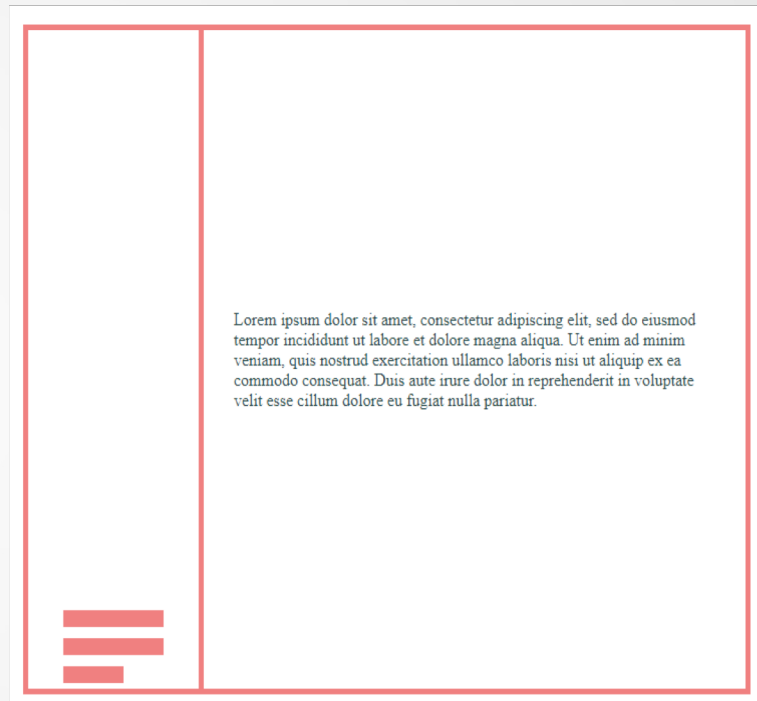 Lorem ipsum dolor sit amet, consectetur adipiscing elit, sed do eiusmod
tempor incididunt ut labore et dolore magna aliqua. Ut enim ad minim
veniam, quis nostrud exercitation ullamco laboris nisi ut aliquip ex ea
commodo consequat. Duis aute irure dolor in reprehenderit in voluptate
velit esse cillum dolore eu fugiat nulla pariatur.